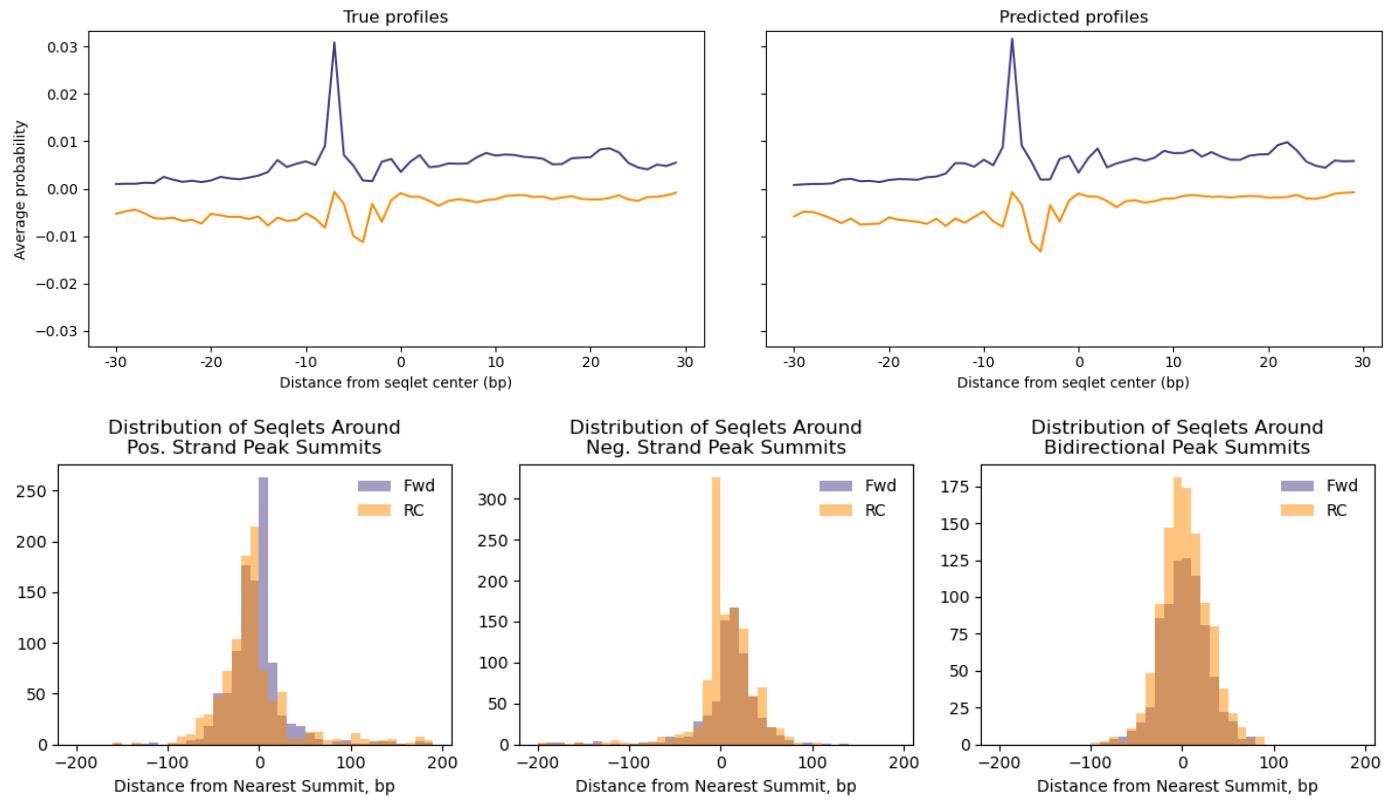 True profiles
Predicted profiles
Average probability
0.03
0.02
0.01
0.00
−0.01
−0.02
−0.03
-30 -20 -10 0 10 20 30
-30 -20 -10 0 10 20 30
Distance from seqlet center (bp)
Distance from seqlet center (bp)
Distribution of Seqlets Around
Pos. Strand Peak Summits
Fwd
RC
250
200
150
100
50
0
−200 −100 0 100 200
Distance from Nearest Summit, bp
Distribution of Seqlets Around
Neg. Strand Peak Summits
Fwd
RC
300
250
200
150
100
50
0
−200 −100 0 100 200
Distance from Nearest Summit, bp
Distribution of Seqlets Around
Bidirectional Peak Summits
Fwd
RC
175
150
125
100
75
50
25
0
−200 −100 0 100 200
Distance from Nearest Summit, bp